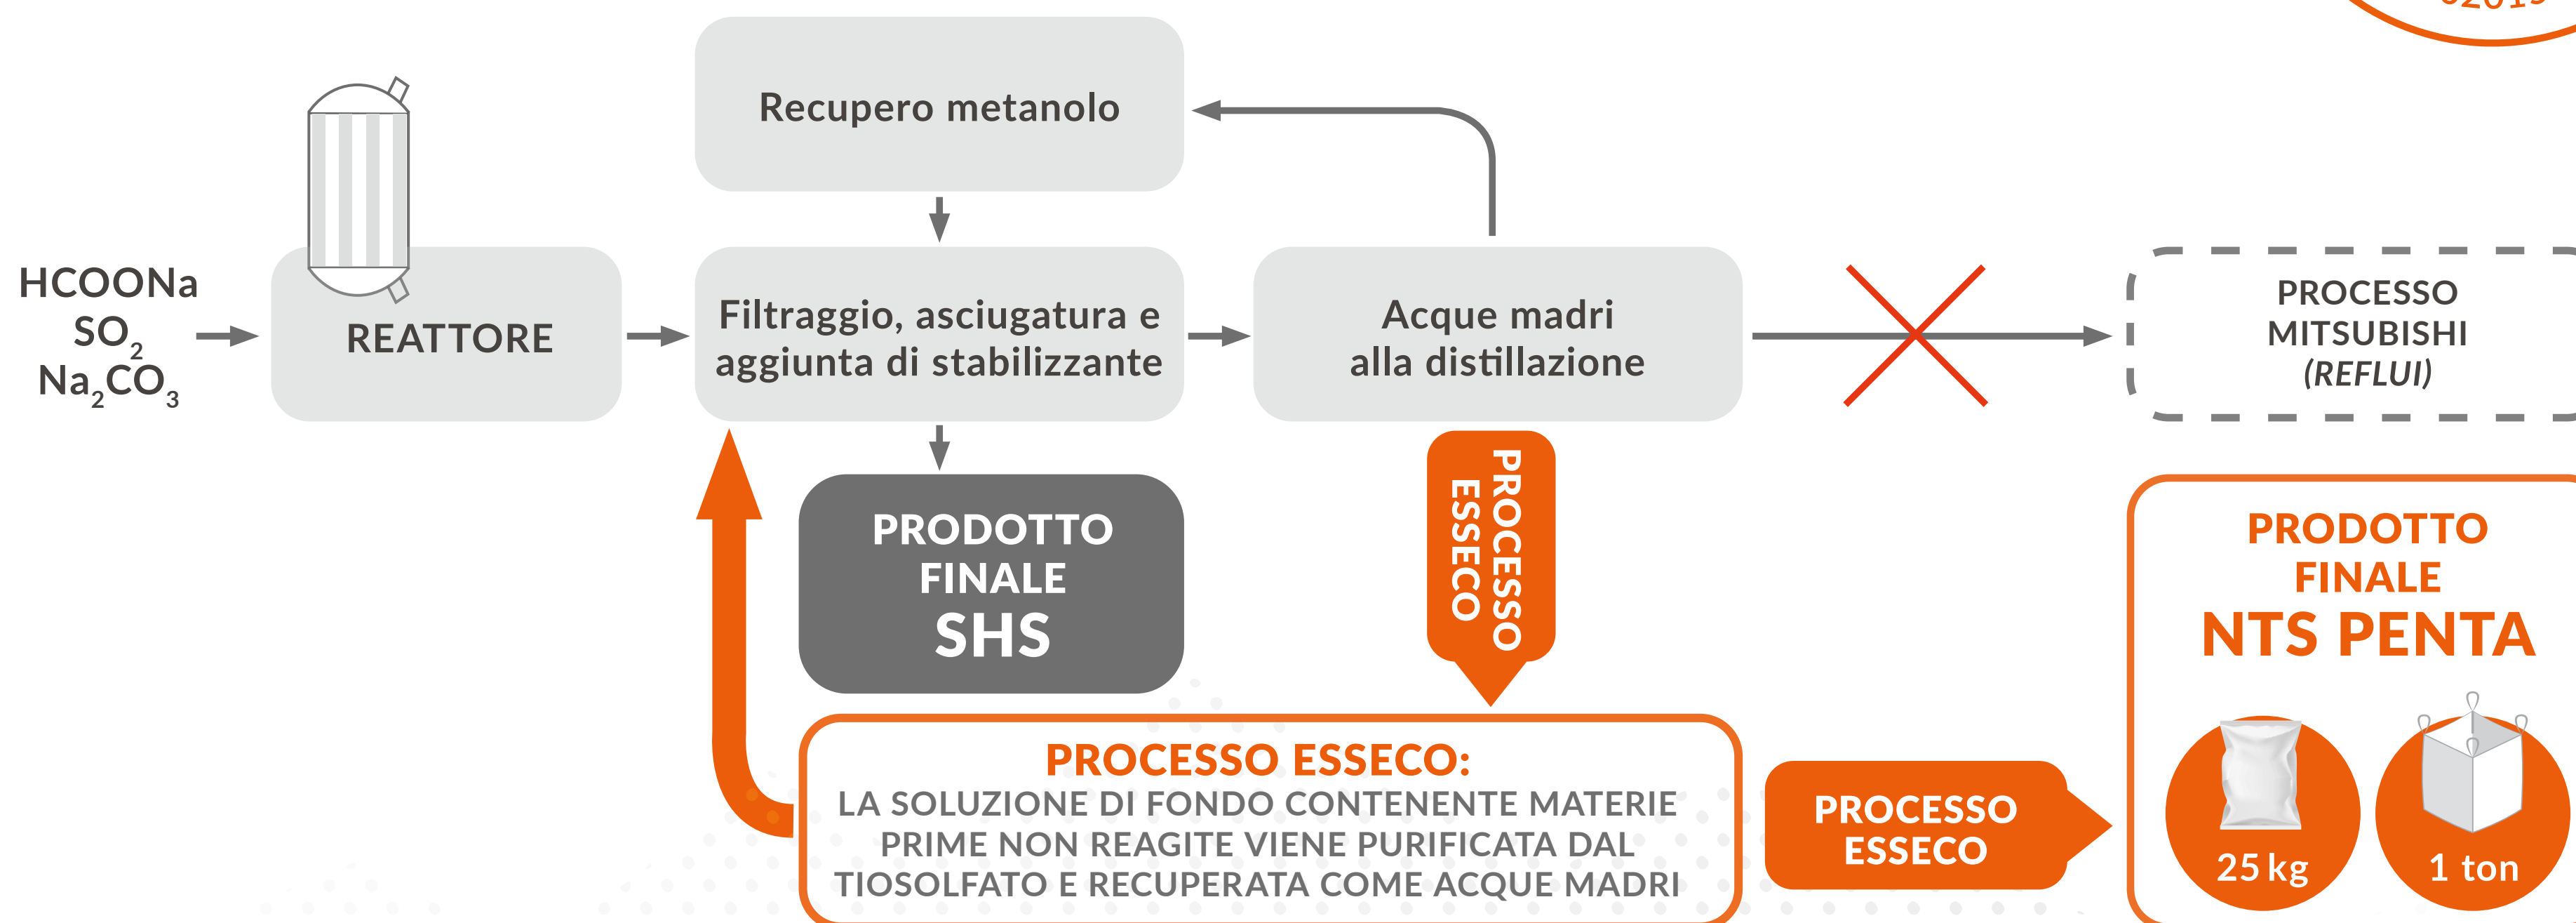 Recupero metanolo
HCOONa
SO₂
Na₂CO₃
REATTORE
Filtraggio, asciugatura e
aggiunta di stabilizzante
Acque madri
alla distillazione
PROCESSO
MITSUBISHI
(REFLUI)
PRODOTTO
FINALE
SHS
PROCESSO
ESSECO
PROCESSO ESSECO:
LA SOLUZIONE DI FONDO CONTENENTE MATERIE
PRIME NON REAGITE VIENE PURIFICATA DAL
TIOSOLFATO E RECUPERATA COME ACQUE MADRI
PROCESSO
ESSECO
PRODOTTO
FINALE
NTS PENTA
25 kg
1 ton